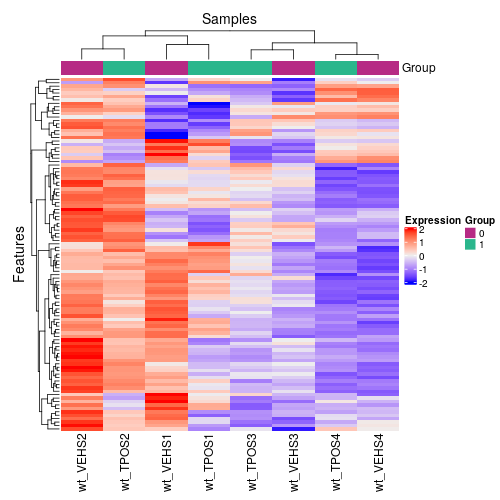 Samples
Group
Features
Expression Group
2
1
0
-1
-2
0
1
wt_VEHS2
wt_TPOS2
wt_VEHS1
wt_TPOS1
wt_TPOS3
wt_VEHS3
wt_TPOS4
wt_VEHS4